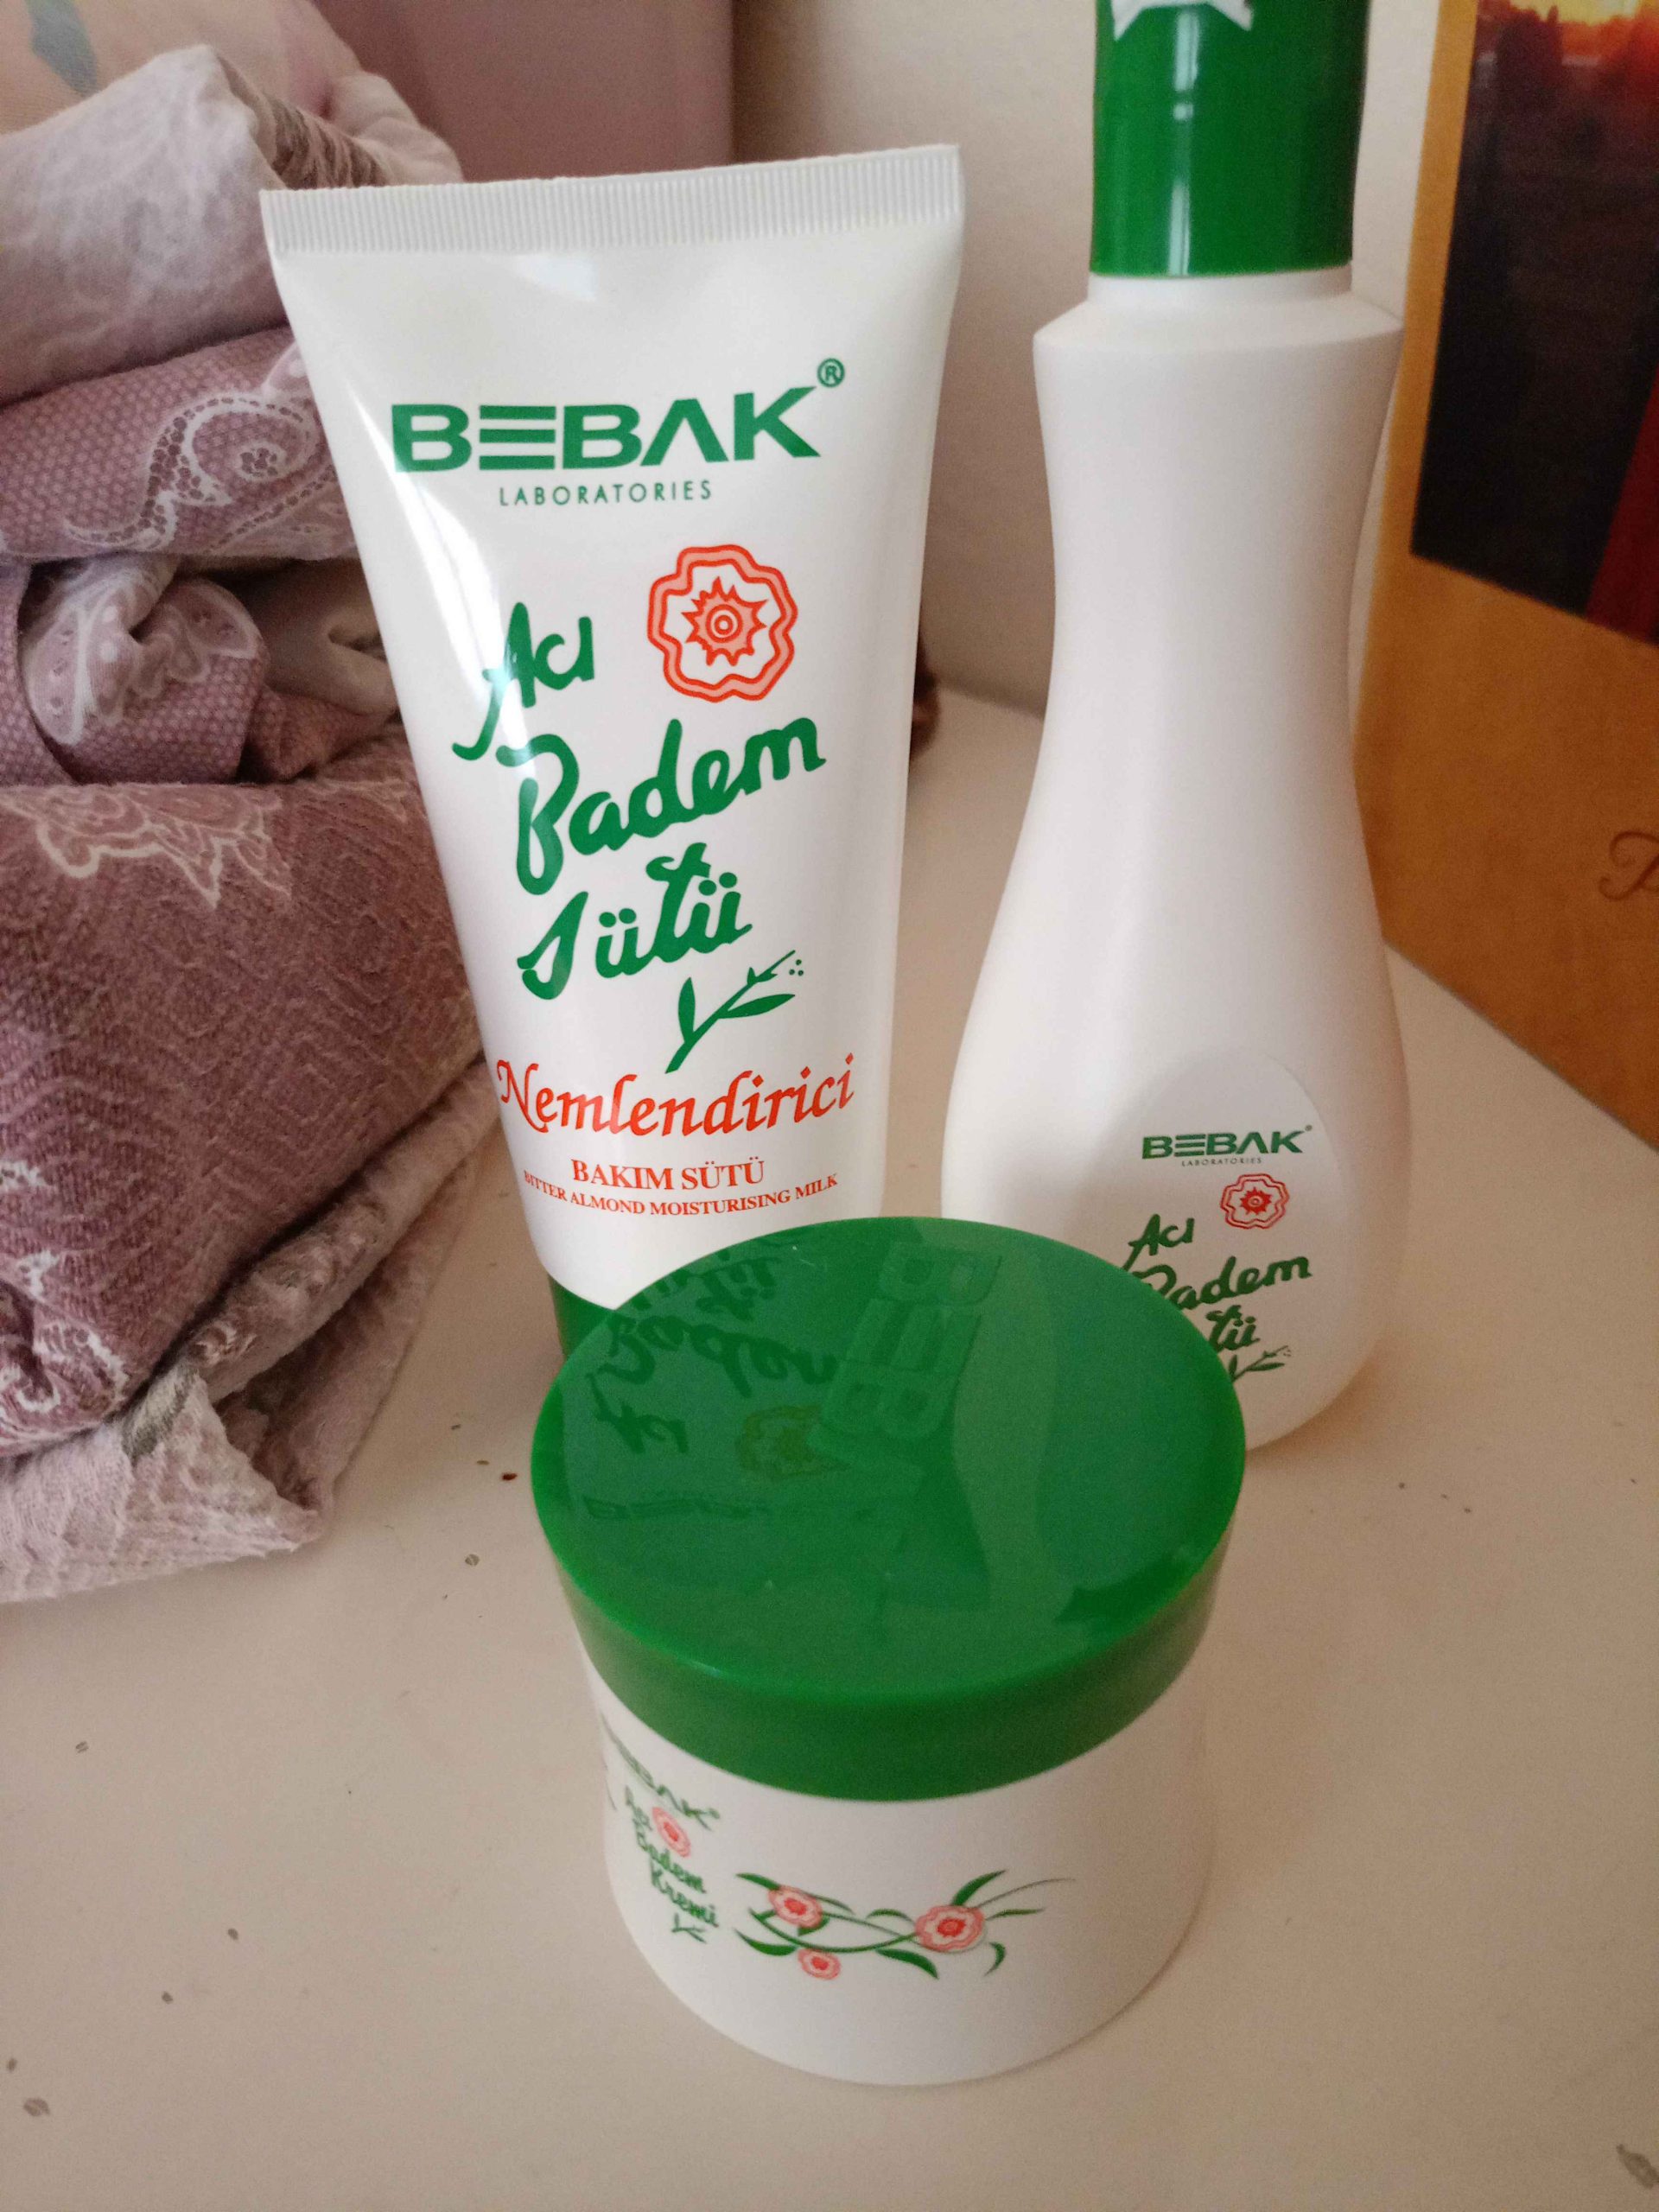 BEBAK®
LABORATORIES
Acı
Badem
Sütü
Nemlendirici
BAKIM SÜTÜ
BITTER ALMOND MOISTURISING MILK
BEBAK®
LABORATORIES
Acı
Badem
Sütü
BEBAK®
Acı
Badem
Kremi